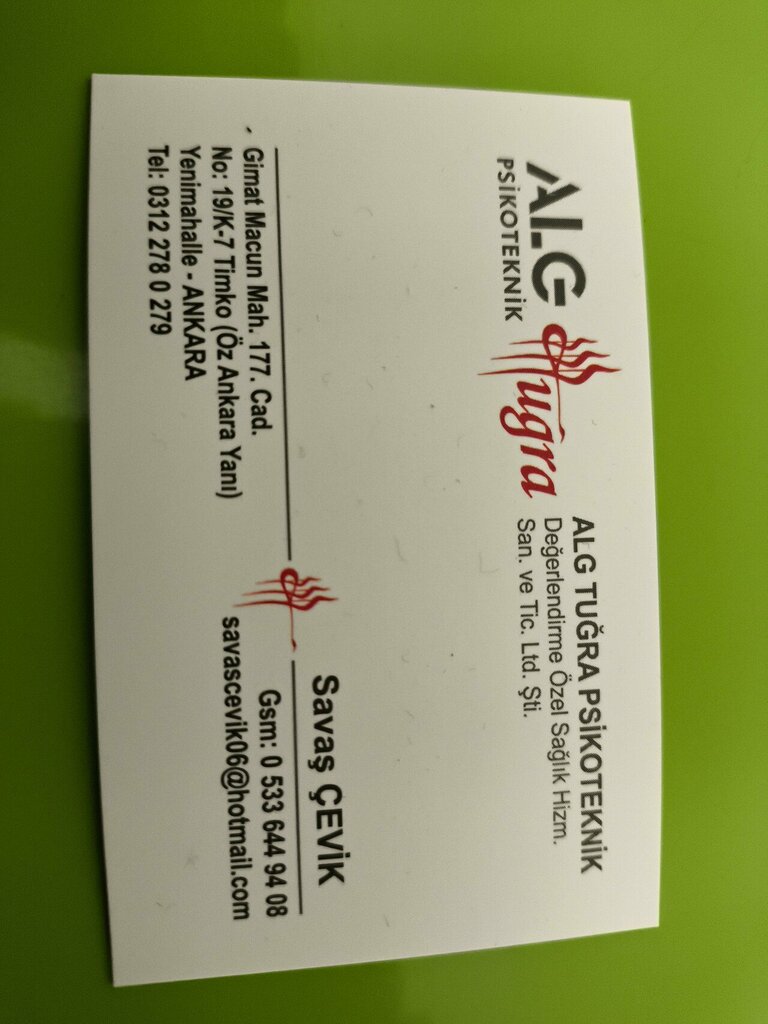 ALG Tuğra
PSİKOTEKNİK
ALG TUĞRA PSİKOTEKNİK
Değerlendirme Özel Sağlık Hizm.
San. ve Tic. Ltd. Şti.
Savaş ÇEVİK
Gsm: 0 533 644 94 08
savascevik06@hotmail.com
Gimat Macun Mah. 177. Cad.
No: 19/K-7 Timko (Öz Ankara Yanı)
Yenimahalle - ANKARA
Tel: 0312 278 0 279